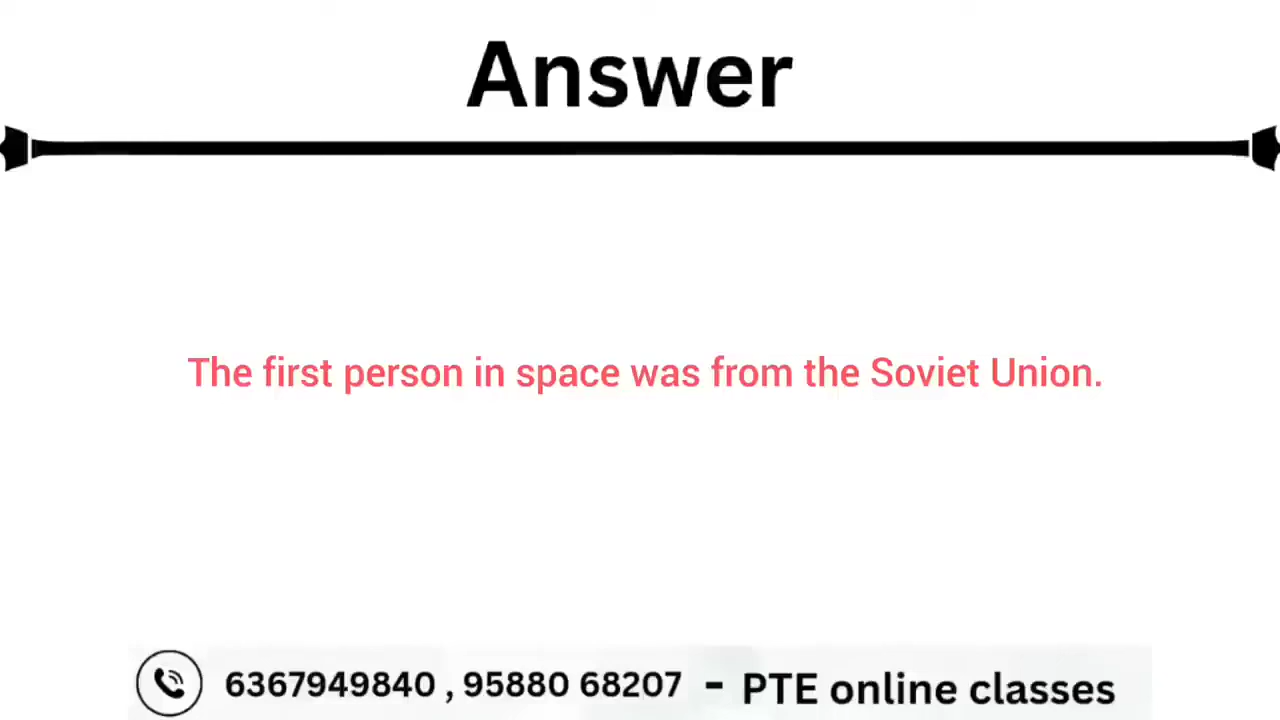 Answer
The first person in space was from the Soviet Union.
6367949840 , 95880 68207 - PTE online classes